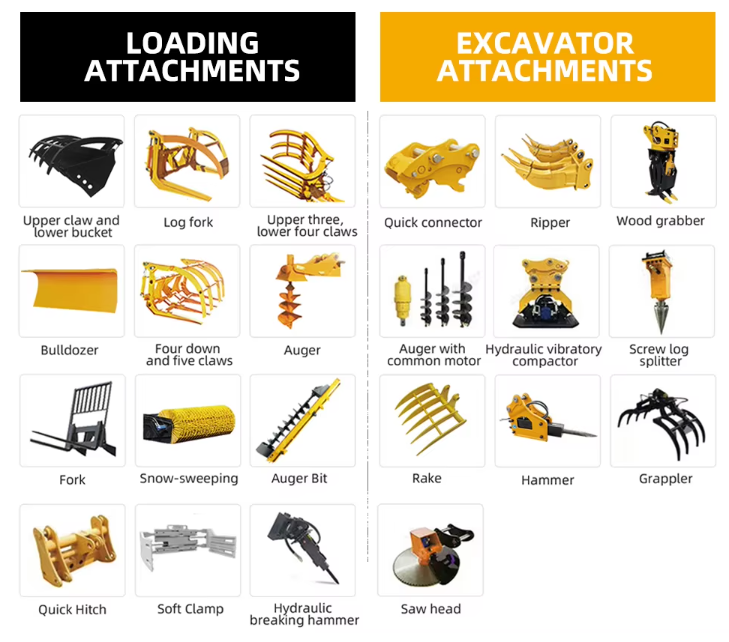 LOADING
ATTACHMENTS
Upper claw and
lower bucket
Log fork
Upper three,
lower four claws
Bulldozer
Four down
and five claws
Auger
Fork
Snow-sweeping
Auger Bit
Quick Hitch
Soft Clamp
Hydraulic
breaking hammer
EXCAVATOR
ATTACHMENTS
Quick connector
Ripper
Wood grabber
Auger with
common motor
Hydraulic vibratory
compactor
Screw log
splitter
Rake
Hammer
Grappler
Saw head